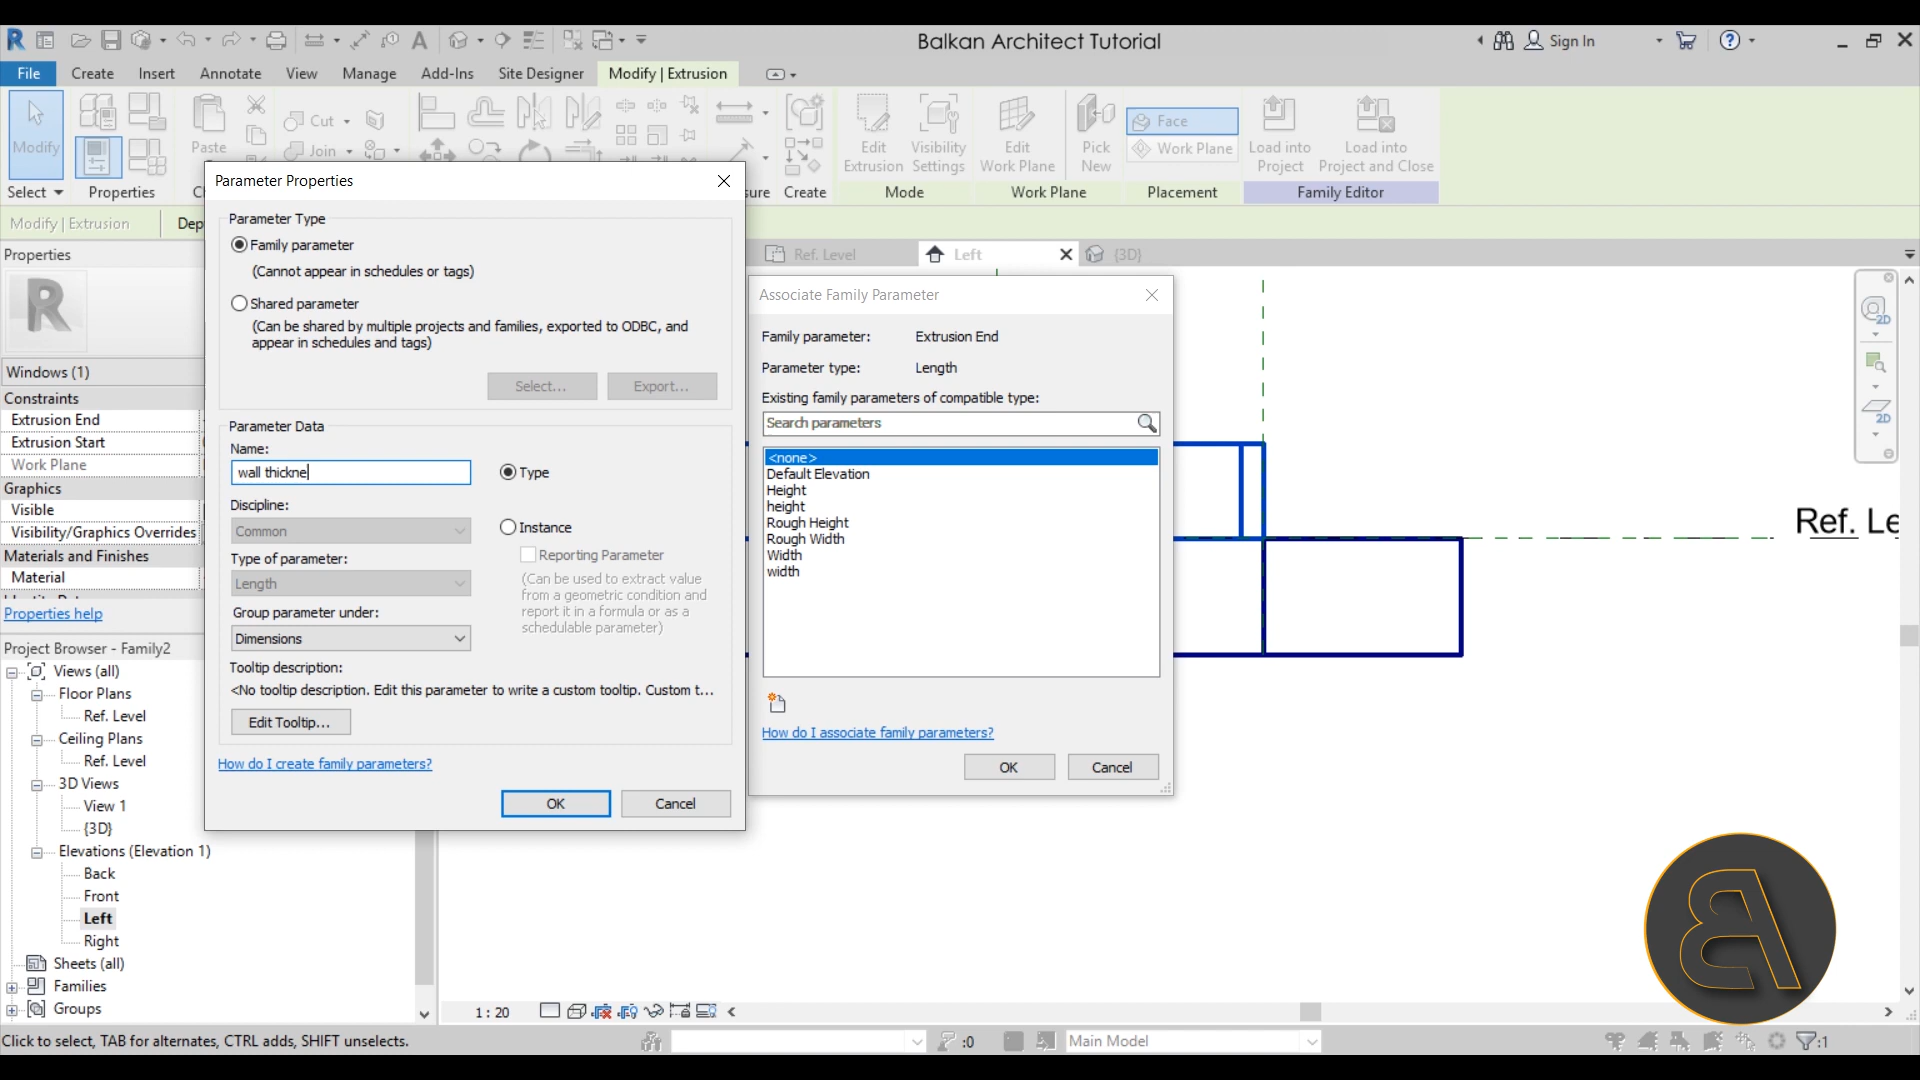 Balkan Architect Tutorial
Sign In
File Create Insert Annotate View Manage Add-Ins Site Designer Modify | Extrusion
Modify
Paste
Cut
Join
Edit Extrusion
Visibility Settings
Edit Work Plane
Pick New
Face
Work Plane
Load into Project
Load into Project and Close
Select Properties Create Mode Work Plane Placement Family Editor
Modify | Extrusion
Properties
Windows (1)
Constraints
Extrusion End
Extrusion Start
Work Plane
Graphics
Visible
Visibility/Graphics Overrides
Materials and Finishes
Material
Properties help
Project Browser - Family2
Views (all)
Floor Plans
Ref. Level
Ceiling Plans
Ref. Level
3D Views
View 1
{3D}
Elevations (Elevation 1)
Back
Front
Left
Right
Sheets (all)
Families
Groups
Parameter Properties
Parameter Type
Family parameter
(Cannot appear in schedules or tags)
Shared parameter
(Can be shared by multiple projects and families, exported to ODBC, and
appear in schedules and tags)
Select...
Export...
Parameter Data
Name:
wall thickne
Type
Discipline:
Common
Instance
Reporting Parameter
Type of parameter:
Length
(Can be used to extract value
from a geometric condition and
report it in a formula or as a
schedulable parameter)
Group parameter under:
Dimensions
Tooltip description:
<No tooltip description. Edit this parameter to write a custom tooltip. Custom t...
Edit Tooltip...
How do I create family parameters?
OK
Cancel
Ref. Level
Left
{3D}
Associate Family Parameter
Family parameter: Extrusion End
Parameter type: Length
Existing family parameters of compatible type:
Search parameters
<none>
Default Elevation
Height
height
Rough Height
Rough Width
Width
width
How do I associate family parameters?
OK
Cancel
2D
2D
Ref. Le
1 : 20
Click to select, TAB for alternates, CTRL adds, SHIFT unselects.
:0
Main Model
:1